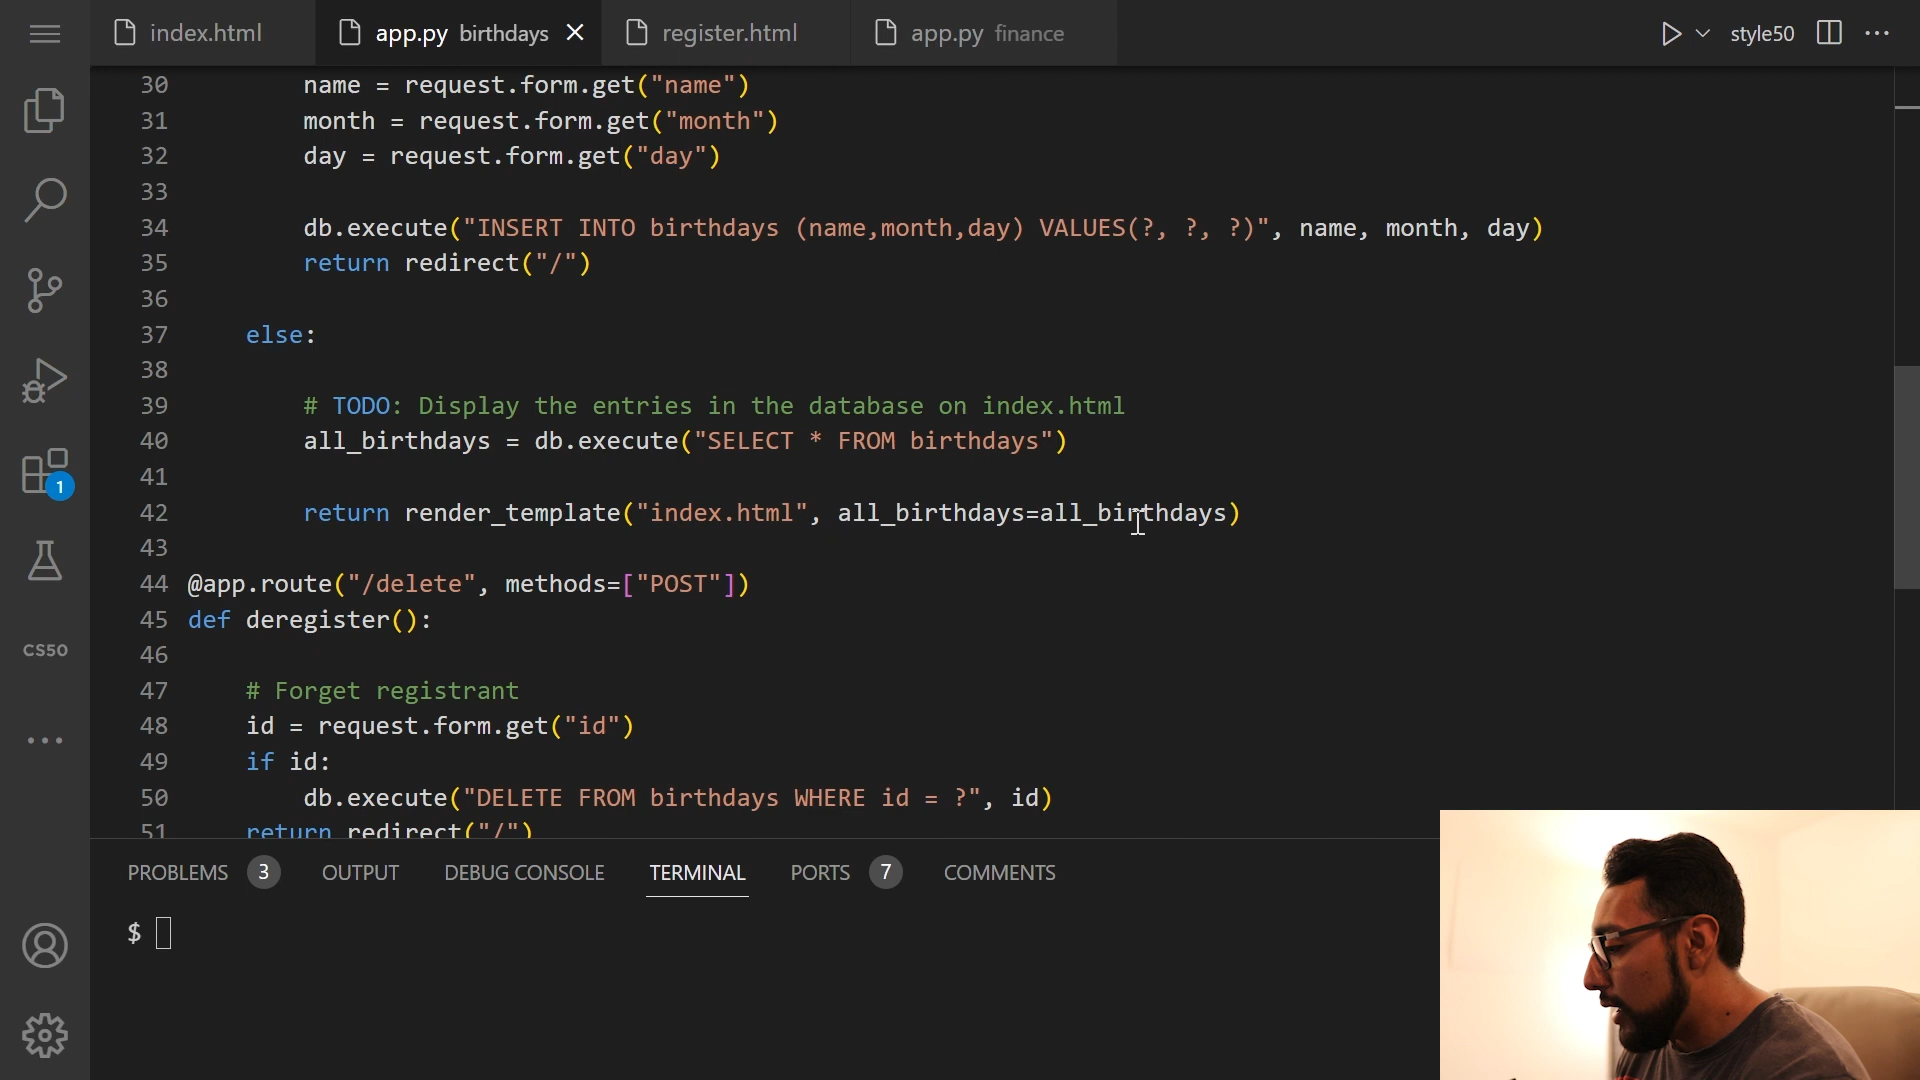 index.html
app.py birthdays
register.html
app.py finance
style50
30 name = request.form.get("name")
31 month = request.form.get("month")
32 day = request.form.get("day")
33
34 db.execute("INSERT INTO birthdays (name,month,day) VALUES(?, ?, ?)", name, month, day)
35 return redirect("/")
36
37 else:
38
39 # TODO: Display the entries in the database on index.html
40 all_birthdays = db.execute("SELECT * FROM birthdays")
41
42 return render_template("index.html", all_birthdays=all_birthdays)
43
44 @app.route("/delete", methods=["POST"])
45 def deregister():
46
47 # Forget registrant
48 id = request.form.get("id")
49 if id:
50 db.execute("DELETE FROM birthdays WHERE id = ?", id)
51 return redirect("/")
1
CS50
PROBLEMS 3 OUTPUT DEBUG CONSOLE TERMINAL PORTS 7 COMMENTS
$